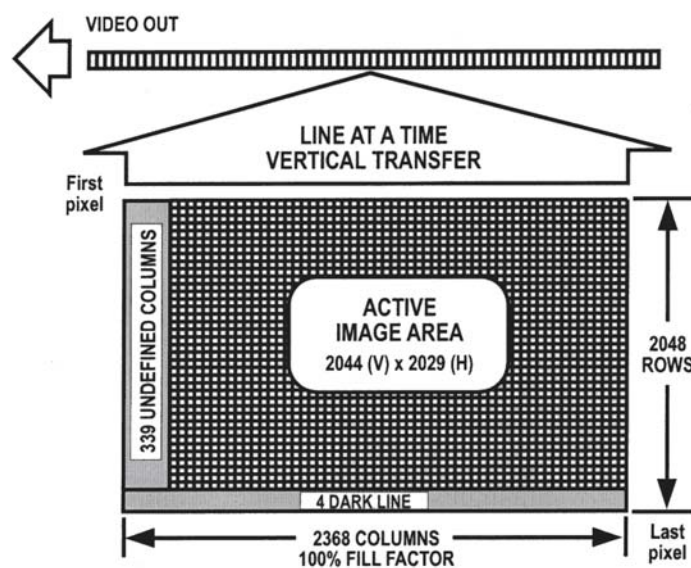 VIDEO OUT
LINE AT A TIME
VERTICAL TRANSFER
First
pixel
339 UNDEFINED COLUMNS
ACTIVE
IMAGE AREA
2044 (V) x 2029 (H)
2048
ROWS
4 DARK LINE
2368 COLUMNS
100% FILL FACTOR
Last
pixel